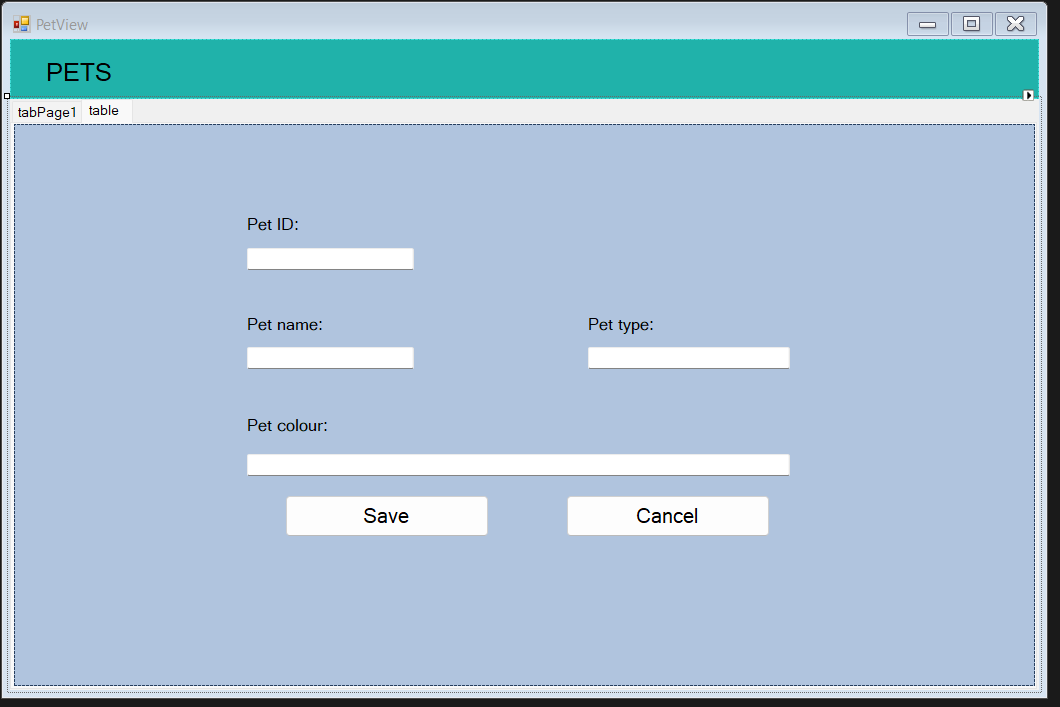 PetView
PETS
tabPage1 table
Pet ID:
Pet name: Pet type:
Pet colour:
Save Cancel